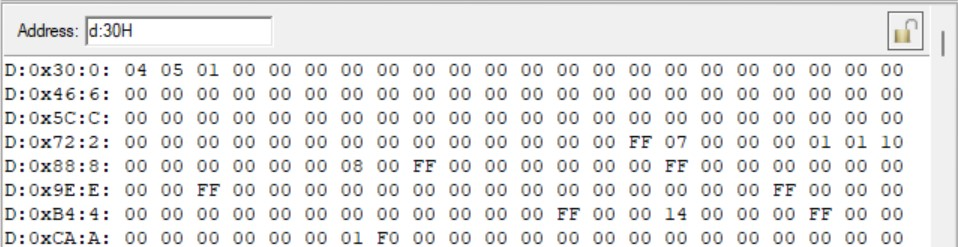 Address: d:30H
D:0x30:0: 04 05 01 00 00 00 00 00 00 00 00 00 00 00 00 00 00 00 00 00 00 00
D:0x46:6: 00 00 00 00 00 00 00 00 00 00 00 00 00 00 00 00 00 00 00 00 00 00
D:0x5C:C: 00 00 00 00 00 00 00 00 00 00 00 00 00 00 00 00 00 00 00 00 00 00
D:0x72:2: 00 00 00 00 00 00 00 00 00 00 00 00 00 00 FF 07 00 00 00 01 01 10
D:0x88:8: 00 00 00 00 00 00 08 00 FF 00 00 00 00 00 00 FF 00 00 00 00 00 00
D:0x9E:E: 00 00 FF 00 00 00 00 00 00 00 00 00 00 00 00 00 00 00 FF 00 00 00
D:0xB4:4: 00 00 00 00 00 00 00 00 00 00 00 00 FF 00 00 14 00 00 00 FF 00 00
D:0xCA:A: 00 00 00 00 00 00 01 F0 00 00 00 00 00 00 00 00 00 00 00 00 00 00